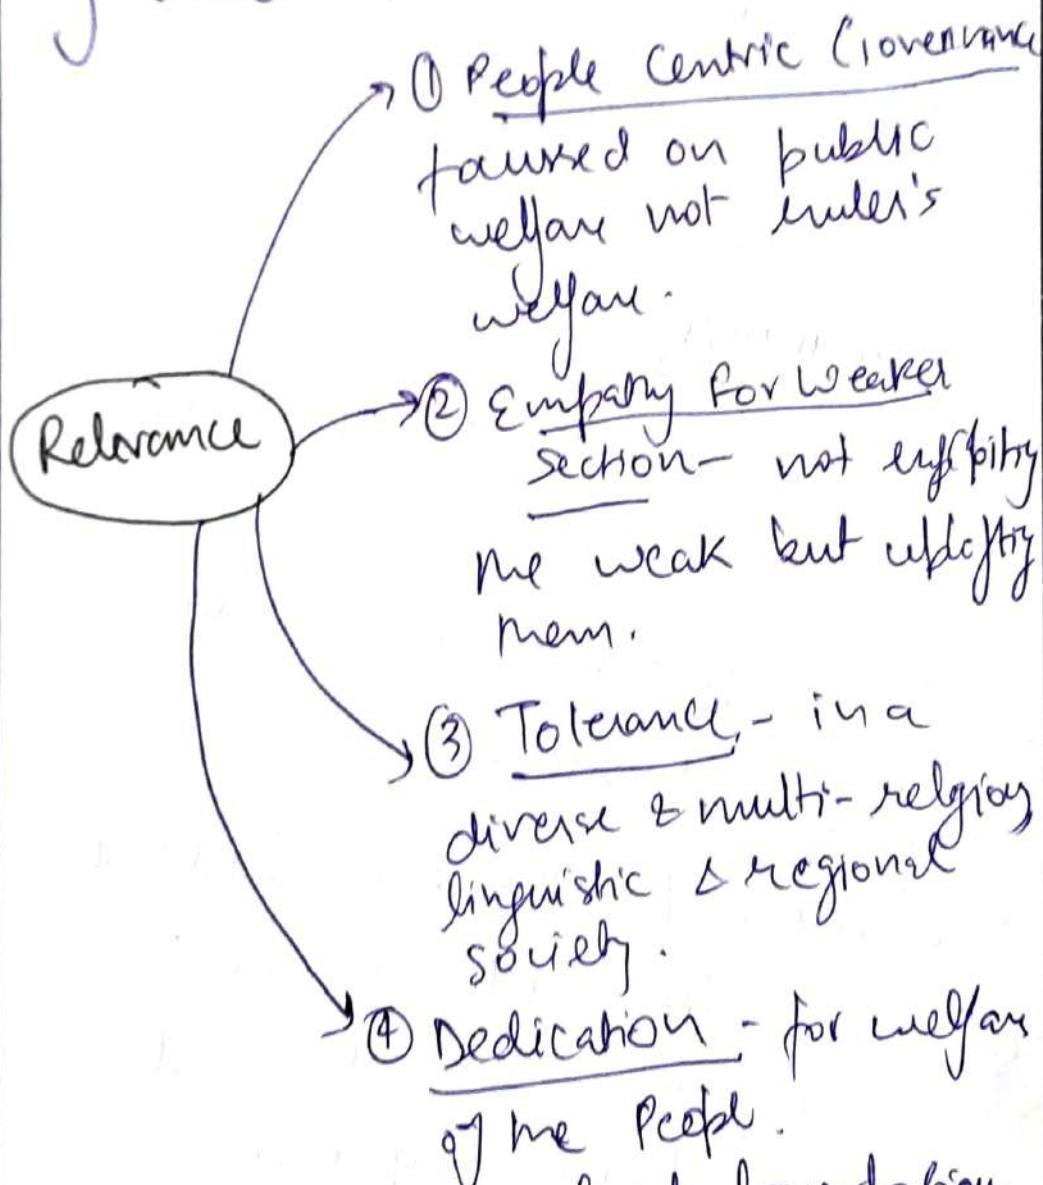 ① People Centric Governance
focused on public
welfare not ruler's
welfare.
Relevance
② Empathy for Weaker
section - not exploiting
the weak but uplifting
them.
③ Tolerance, - in a
diverse & multi-religious
linguistic & regional
society.
④ Dedication - for welfare
of the People.